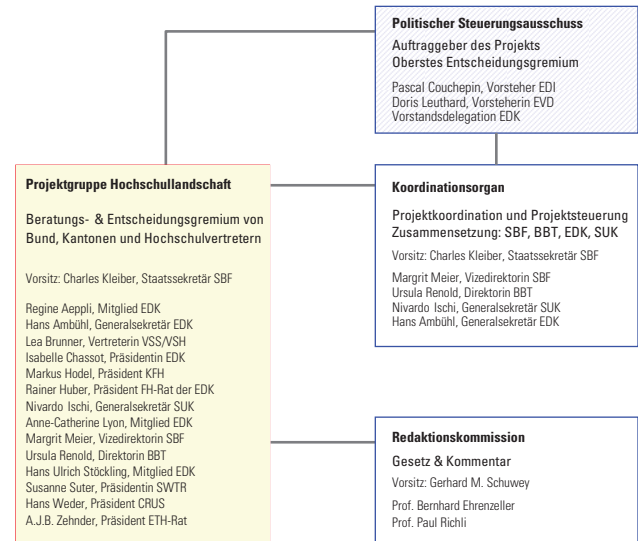 Politischer Steuerungsausschuss
Auftraggeber des Projekts
Oberstes Entscheidungsgremium
Pascal Couchepin, Vorsteher EDI
Doris Leuthard, Vorsteherin EVD
Vorstandsdelegation EDK
Projektgruppe Hochschullandschaft
Beratungs- & Entscheidungsgremium von
Bund, Kantonen und Hochschulvertretern
Vorsitz: Charles Kleiber, Staatssekretär SBF
Regine Aeppli, Mitglied EDK
Hans Ambühl, Generalsekretär EDK
Lea Brunner, Vertreterin VSS/VSH
Isabelle Chassot, Präsidentin EDK
Markus Hodel, Präsident KFH
Rainer Huber, Präsident FH-Rat der EDK
Nivardo Ischi, Generalsekretär SUK
Anne-Catherine Lyon, Mitglied EDK
Margrit Meier, Vizedirektorin SBF
Ursula Renold, Direktorin BBT
Hans Ulrich Stöckling, Mitglied EDK
Susanne Suter, Präsidentin SWTR
Hans Weder, Präsident CRUS
A.J.B. Zehnder, Präsident ETH-Rat
Koordinationsorgan
Projektkoordination und Projektsteuerung
Zusammensetzung: SBF, BBT, EDK, SUK
Vorsitz: Charles Kleiber, Staatssekretär SBF
Margrit Meier, Vizedirektorin SBF
Ursula Renold, Direktorin BBT
Nivardo Ischi, Generalsekretär SUK
Hans Ambühl, Generalsekretär EDK
Redaktionskommission
Gesetz & Kommentar
Vorsitz: Gerhard M. Schuwey
Prof. Bernhard Ehrenzeller
Prof. Paul Richli